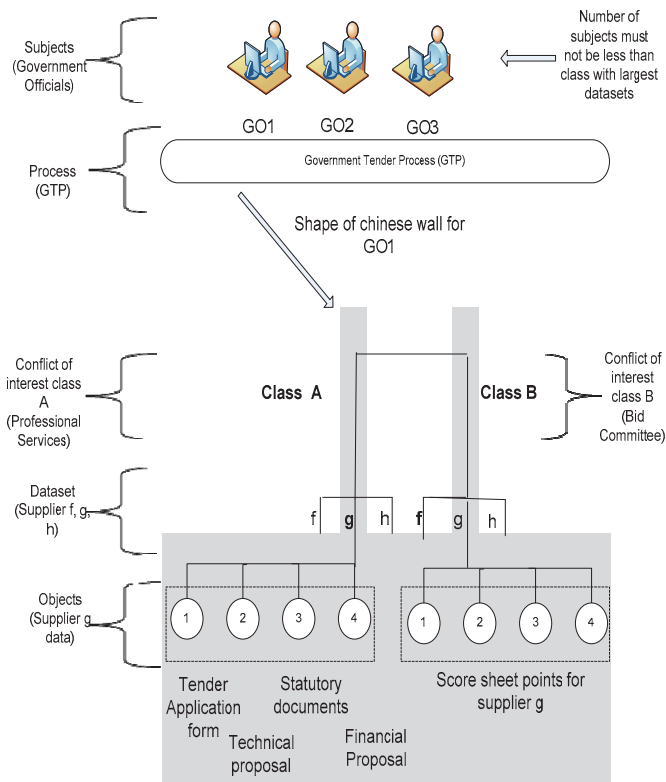 Subjects
(Government
Officials)
Number of
subjects must
not be less than
class with largest
datasets
GO1
GO2
GO3
Process
(GTP)
Government Tender Process (GTP)
Shape of chinese wall for
GO1
Conflict of
interest class
A
(Professional
Services)
Class A
Class B
Conflict of
interest
class B
(Bid
Committee)
Dataset
(Supplier f, g,
h)
f g h
f g h
Objects
(Supplier g
data)
1 2 3 4
1 2 3 4
Tender
Application
form
Statutory
documents
Technical
proposal
Financial
Proposal
Score sheet points for
supplier g